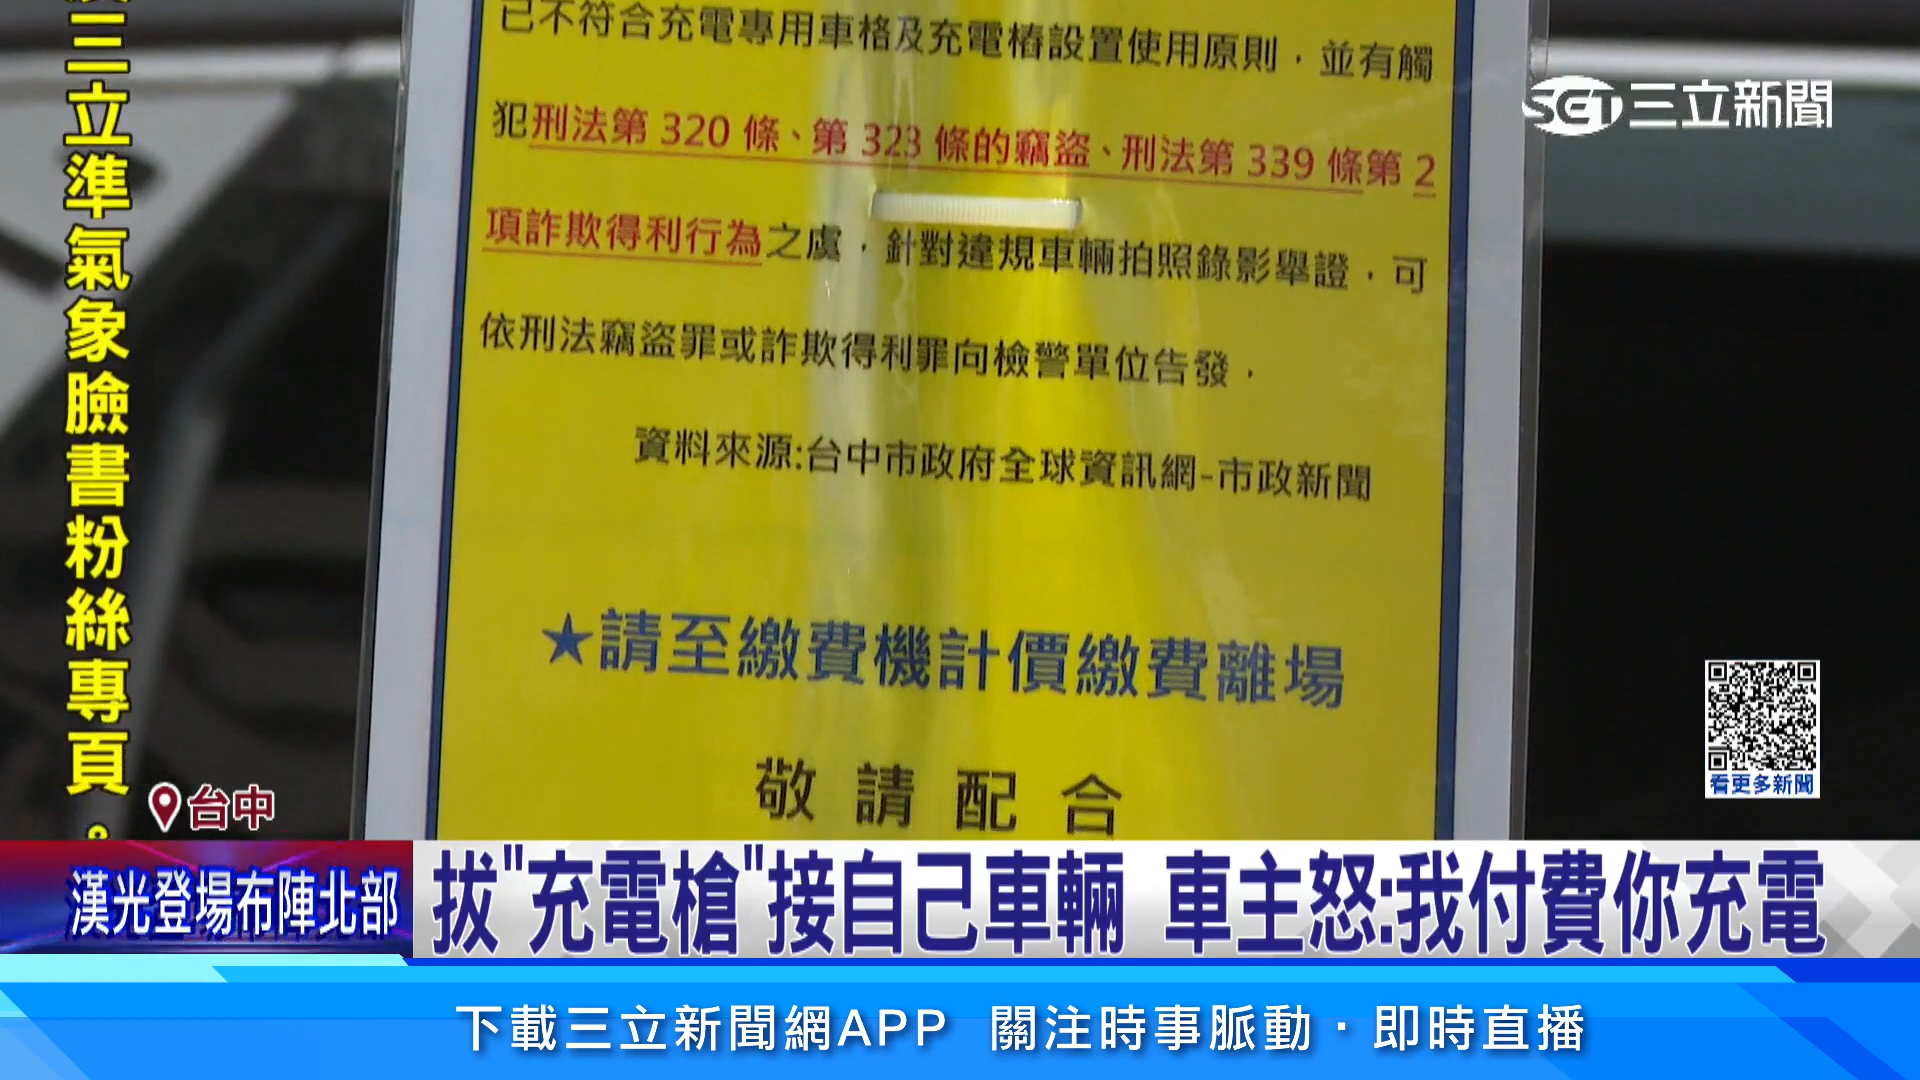 已不符合充電專用車格及充電樁設置使用原則，並有觸
犯刑法第 320 條、第 323 條的竊盜、刑法第 339 條第 2
項詐欺得利行為之虞，針對違規車輛拍照錄影舉證，可
依刑法竊盜罪或詐欺得利罪向檢警單位告發，
資料來源:台中市政府全球資訊網-市政新聞
★請至繳費機計價繳費離場
敬請配合
SET三立新聞
三立準氣象臉書粉絲專頁。
看更多新聞
台中
漢光登場布陣北部
拔"充電槍"接自己車輛 車主怒:我付費你充電
下載三立新聞網APP 關注時事脈動・即時直播